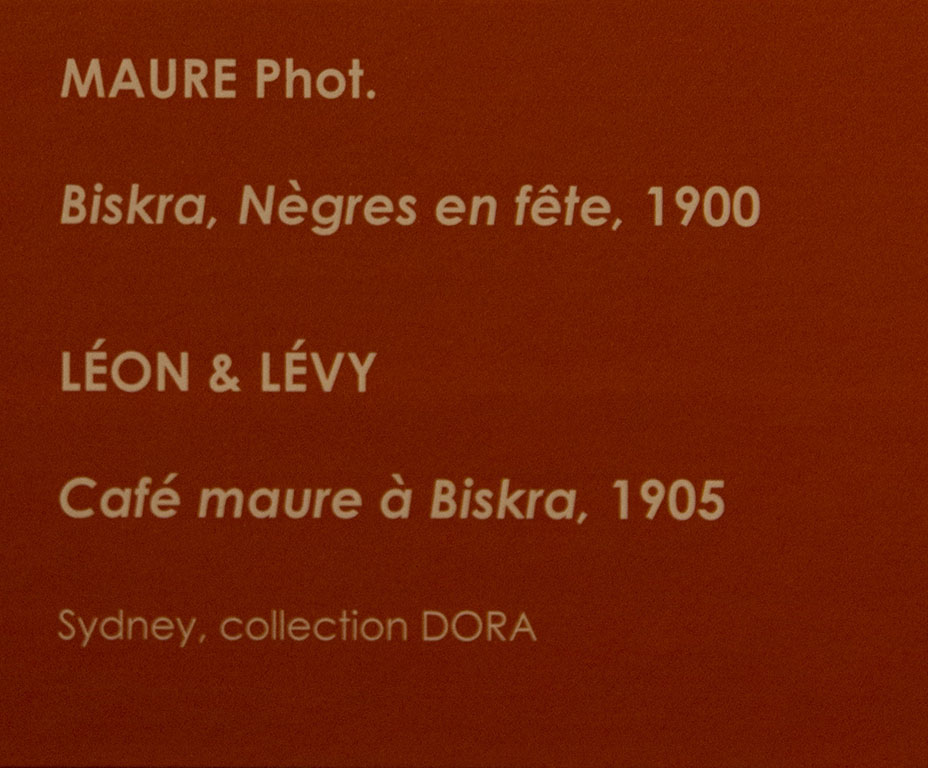 MAURE Phot.
Biskra, Nègres en fête, 1900
LÉON & LÉVY
Café maure à Biskra, 1905
Sydney, collection DORA